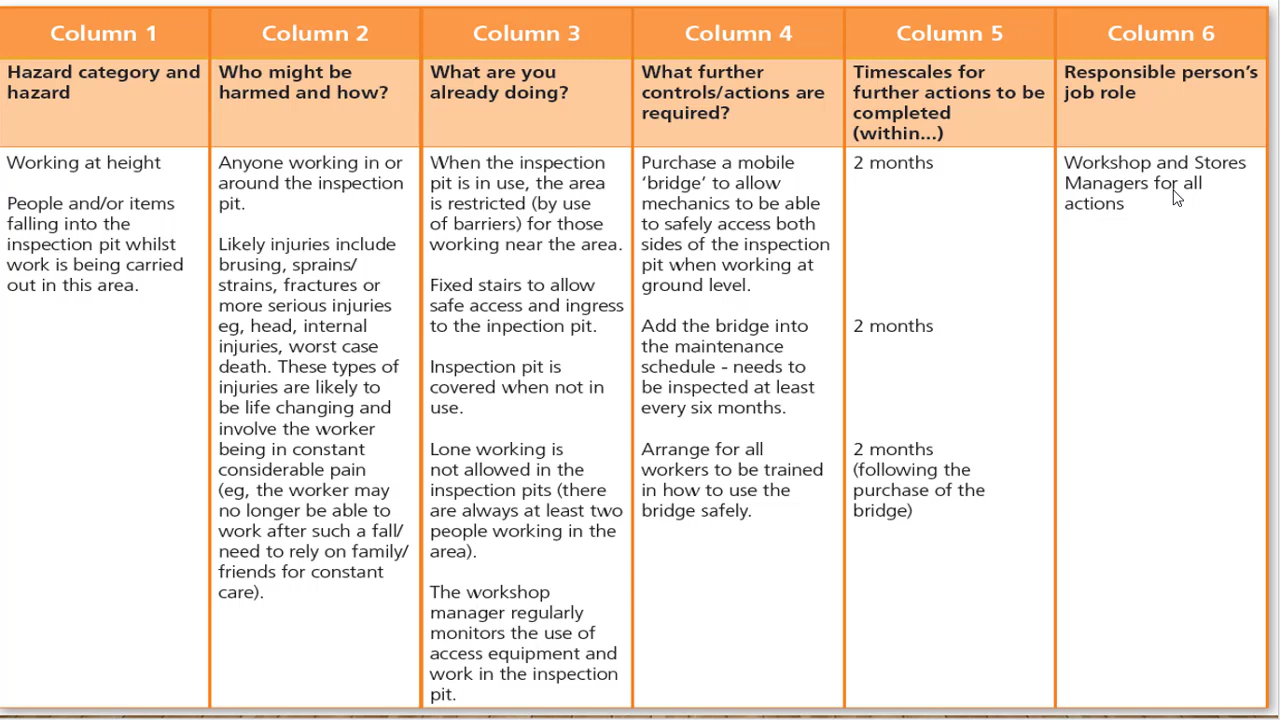 Column 1
Column 2
Column 3
Column 4
Column 5
Column 6
Hazard category and
hazard
Who might be
harmed and how?
What are you
already doing?
What further
controls/actions are
required?
Timescales for
further actions to be
completed
(within...)
Responsible person's
job role
Working at height
People and/or items
falling into the
inspection pit whilst
work is being carried
out in this area.
Anyone working in or
around the inspection
pit.
Likely injuries include
brusing, sprains/
strains, fractures or
more serious injuries
eg, head, internal
injuries, worst case
death. These types of
injuries are likely to
be life changing and
involve the worker
being in constant
considerable pain
(eg, the worker may
no longer be able to
work after such a fall/
need to rely on family/
friends for constant
care).
When the inspection
pit is in use, the area
is restricted (by use
of barriers) for those
working near the area.
Fixed stairs to allow
safe access and ingress
to the inpection pit.
Inspection pit is
covered when not in
use.
Lone working is
not allowed in the
inspection pits (there
are always at least two
people working in the
area).
The workshop
manager regularly
monitors the use of
access equipment and
work in the inspection
pit.
Purchase a mobile
'bridge' to allow
mechanics to be able
to safely access both
sides of the inspection
pit when working at
ground level.
Add the bridge into
the maintenance
schedule - needs to
be inspected at least
every six months.
Arrange for all
workers to be trained
in how to use the
bridge safely.
2 months
2 months
2 months
(following the
purchase of the
bridge)
Workshop and Stores
Managers for all
actions